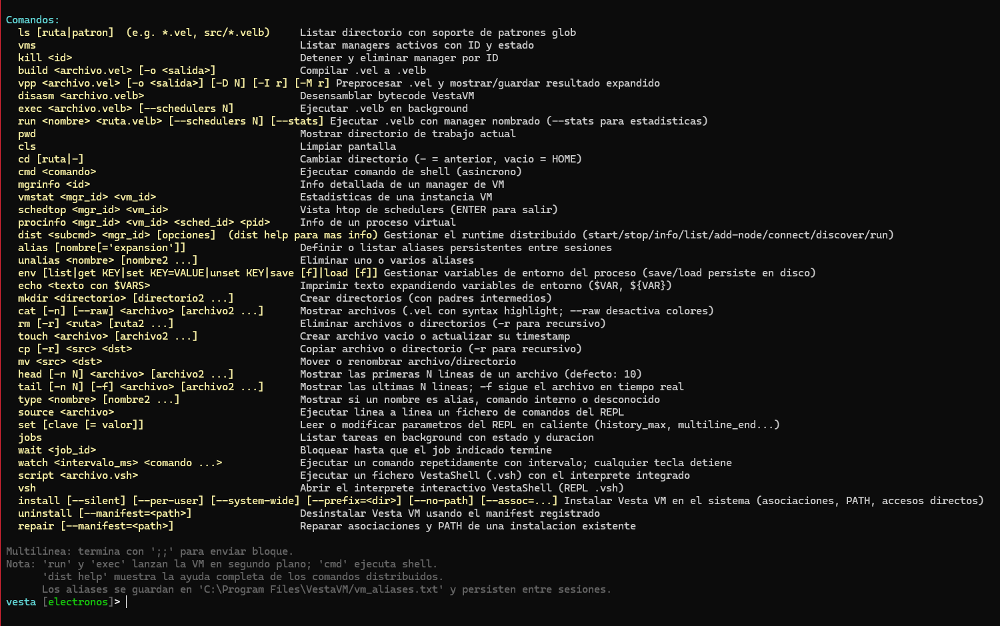 Comandos:
ls [ruta|patron]  (e.g. *.vel, src/*.velb)     Listar directorio con soporte de patrones glob
vms                                            Listar managers activos con ID y estado
kill <id>                                      Detener y eliminar manager por ID
build <archivo.vel> [-o <salida>]              Compilar .vel a .velb
vpp <archivo.vel> [-o <salida>] [-D N] [-I r] [-M r] Preprocesar .vel y mostrar/guardar resultado expandido
disasm <archivo.velb>                          Desensamblar bytecode VestaVM
exec <archivo.velb> [--schedulers N]           Ejecutar .velb en background
run <nombre> <ruta.velb> [--schedulers N] [--stats] Ejecutar .velb con manager nombrado (--stats para estadisticas)
pwd                                            Mostrar directorio de trabajo actual
cls                                            Limpiar pantalla
cd [ruta|-]                                    Cambiar directorio (- = anterior, vacio = HOME)
cmd <comando>                                  Ejecutar comando de shell (asincrono)
mgrinfo <id>                                   Info detallada de un manager de VM
vmstat <mgr_id> <vm_id>                        Estadisticas de una instancia VM
schedtop <mgr_id> <vm_id>                      Vista htop de schedulers (ENTER para salir)
procinfo <mgr_id> <vm_id> <sched_id> <pid>     Info de un proceso virtual
dist <subcmd> <mgr_id> [opciones]  (dist help para mas info) Gestionar el runtime distribuido (start/stop/info/list/add-node/connect/discover/run)
alias [nombre[='expansion']]                   Definir o listar aliases persistentes entre sesiones
unalias <nombre> [nombre2 ...]                 Eliminar uno o varios aliases
env [list|get KEY|set KEY=VALUE|unset KEY|save [f]|load [f]] Gestionar variables de entorno del proceso (save/load persiste en disco)
echo <texto con $VARS>                         Imprimir texto expandiendo variables de entorno ($VAR, ${VAR})
mkdir <directorio> [directorio2 ...]           Crear directorios (con padres intermedios)
cat [-n] [--raw] <archivo> [archivo2 ...]      Mostrar archivos (.vel con syntax highlight; --raw desactiva colores)
rm [-r] <ruta> [ruta2 ...]                     Eliminar archivos o directorios (-r para recursivo)
touch <archivo> [archivo2 ...]                 Crear archivo vacio o actualizar su timestamp
cp [-r] <src> <dst>                            Copiar archivo o directorio (-r para recursivo)
mv <src> <dst>                                 Mover o renombrar archivo/directorio
head [-n N] <archivo> [archivo2 ...]           Mostrar las primeras N lineas de un archivo (defecto: 10)
tail [-n N] [-f] <archivo> [archivo2 ...]      Mostrar las ultimas N lineas; -f sigue el archivo en tiempo real
type <nombre> [nombre2 ...]                    Mostrar si un nombre es alias, comando interno o desconocido
source <archivo>                               Ejecutar linea a linea un fichero de comandos del REPL
set [clave [= valor]]                          Leer o modificar parametros del REPL en caliente (history_max, multiline_end...)
jobs                                           Listar tareas en background con estado y duracion
wait <job_id>                                  Bloquear hasta que el job indicado termine
watch <intervalo_ms> <comando ...>             Ejecutar un comando repetidamente con intervalo; cualquier tecla detiene
script <archivo.vsh>                           Ejecutar un fichero VestaShell (.vsh) con el interprete integrado
vsh                                            Abrir el interprete interactivo VestaShell (REPL .vsh)
install [--silent] [--per-user] [--system-wide] [--prefix=<dir>] [--no-path] [--assoc=...] Instalar Vesta VM en el sistema (asociaciones, PATH, accesos directos)
uninstall [--manifest=<path>]                  Desinstalar Vesta VM usando el manifest registrado
repair [--manifest=<path>]                     Reparar asociaciones y PATH de una instalacion existente
Multilinea: termina con ';;' para enviar bloque.
Nota: 'run' y 'exec' lanzan la VM en segundo plano; 'cmd' ejecuta shell.
'dist help' muestra la ayuda completa de los comandos distribuidos.
Los aliases se guardan en 'C:\Program Files\VestaVM/vm_aliases.txt' y persisten entre sesiones.
vesta [electronos]>